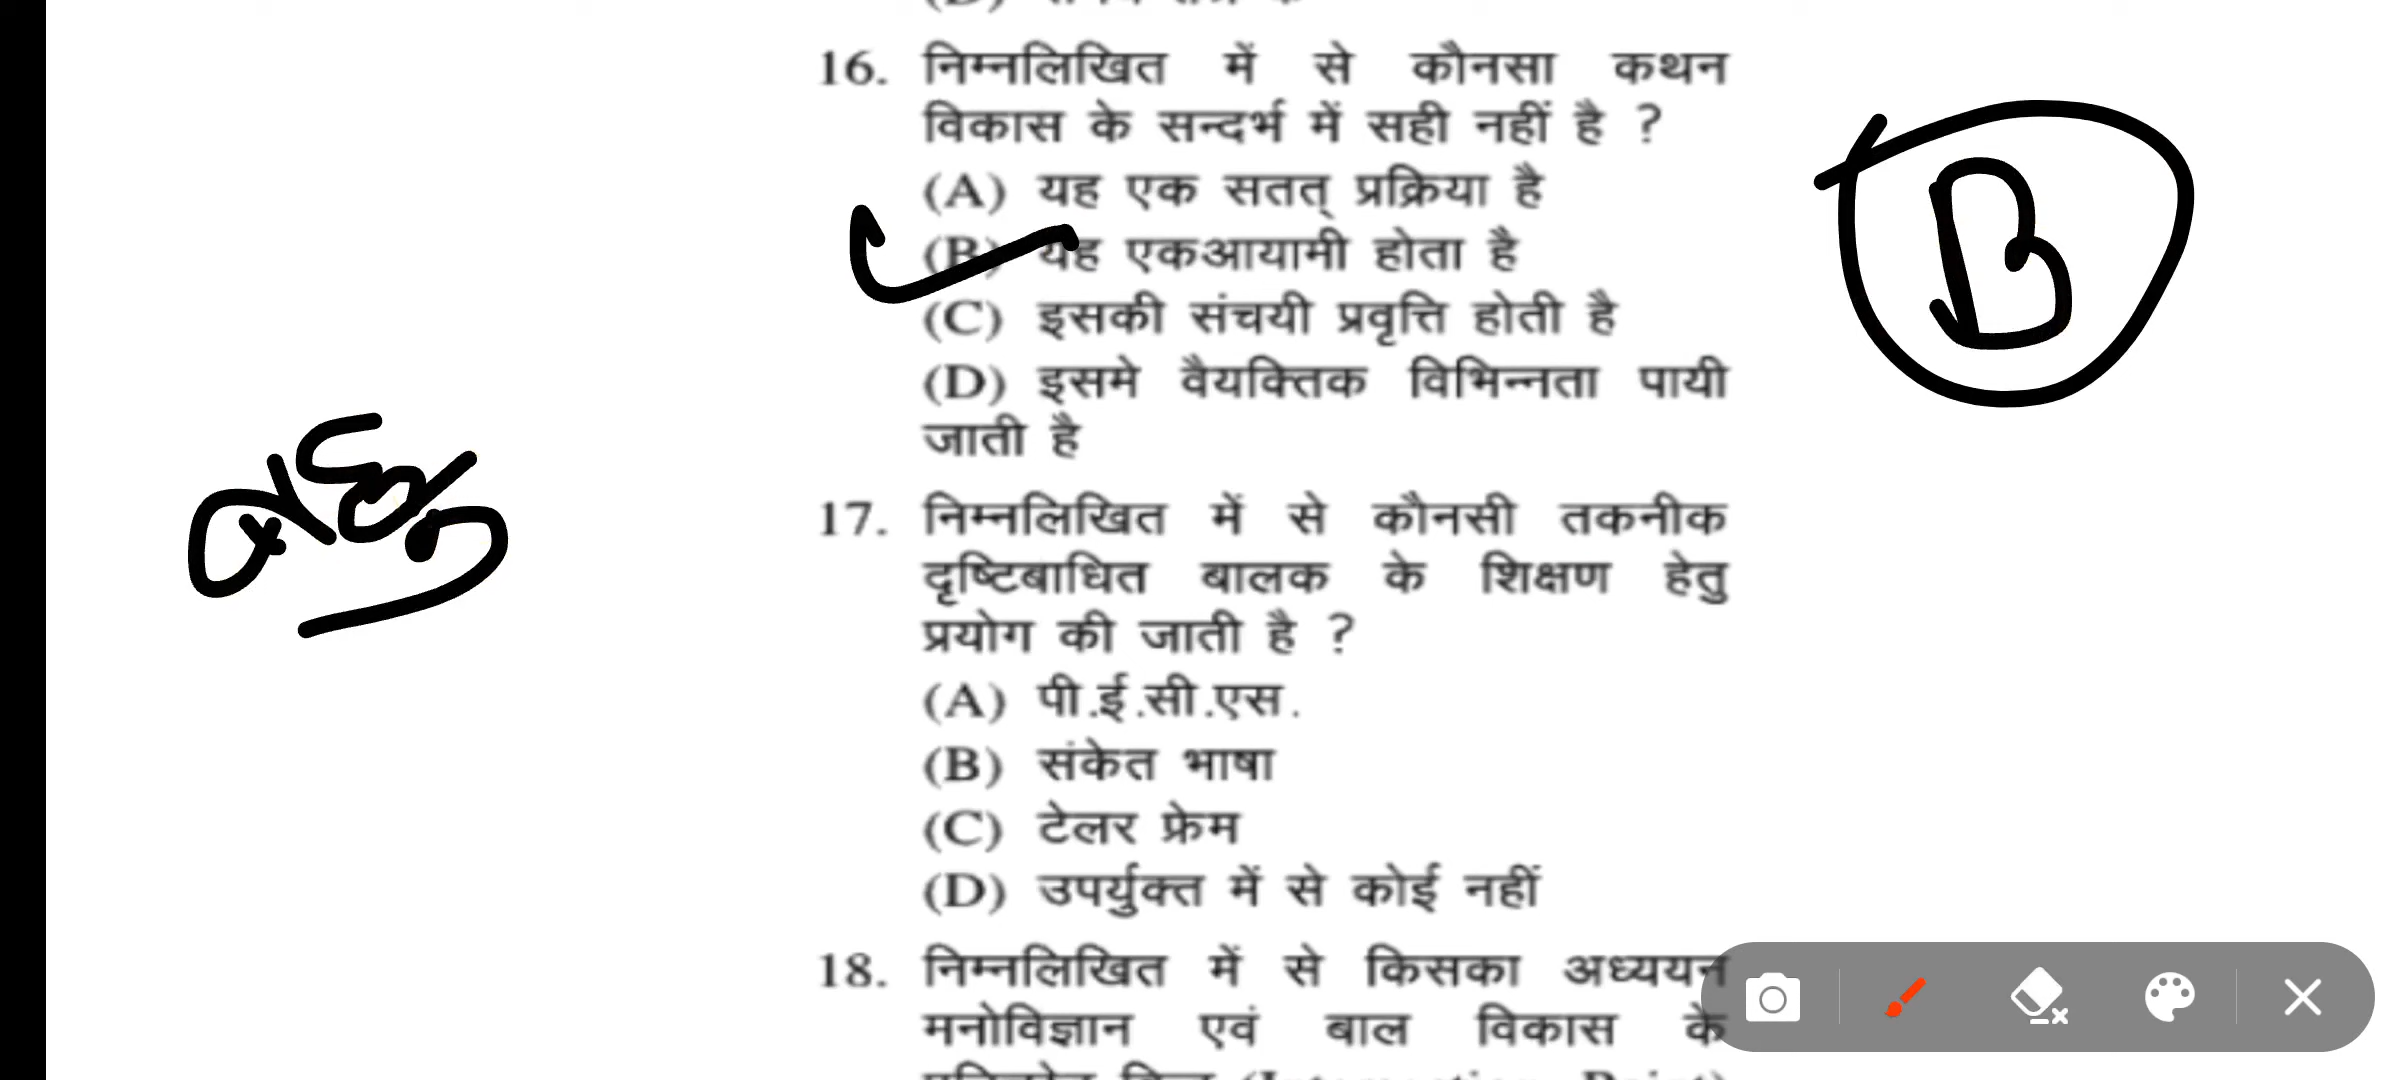 16. निम्नलिखित में से कौनसा कथन
विकास के सन्दर्भ में सही नहीं है ?
(A) यह एक सतत् प्रक्रिया है
(B) यह एकआयामी होता है
(C) इसकी संचयी प्रवृत्ति होती है
(D) इसमे वैयक्तिक विभिन्नता पायी
जाती है
B
17. निम्नलिखित में से कौनसी तकनीक
दृष्टिबाधित बालक के शिक्षण हेतु
प्रयोग की जाती है ?
(A) पी.ई.सी.एस.
(B) संकेत भाषा
(C) टेलर फ्रेम
(D) उपर्युक्त में से कोई नहीं
18. निम्नलिखित में से किसका अध्ययन
मनोविज्ञान एवं बाल विकास के